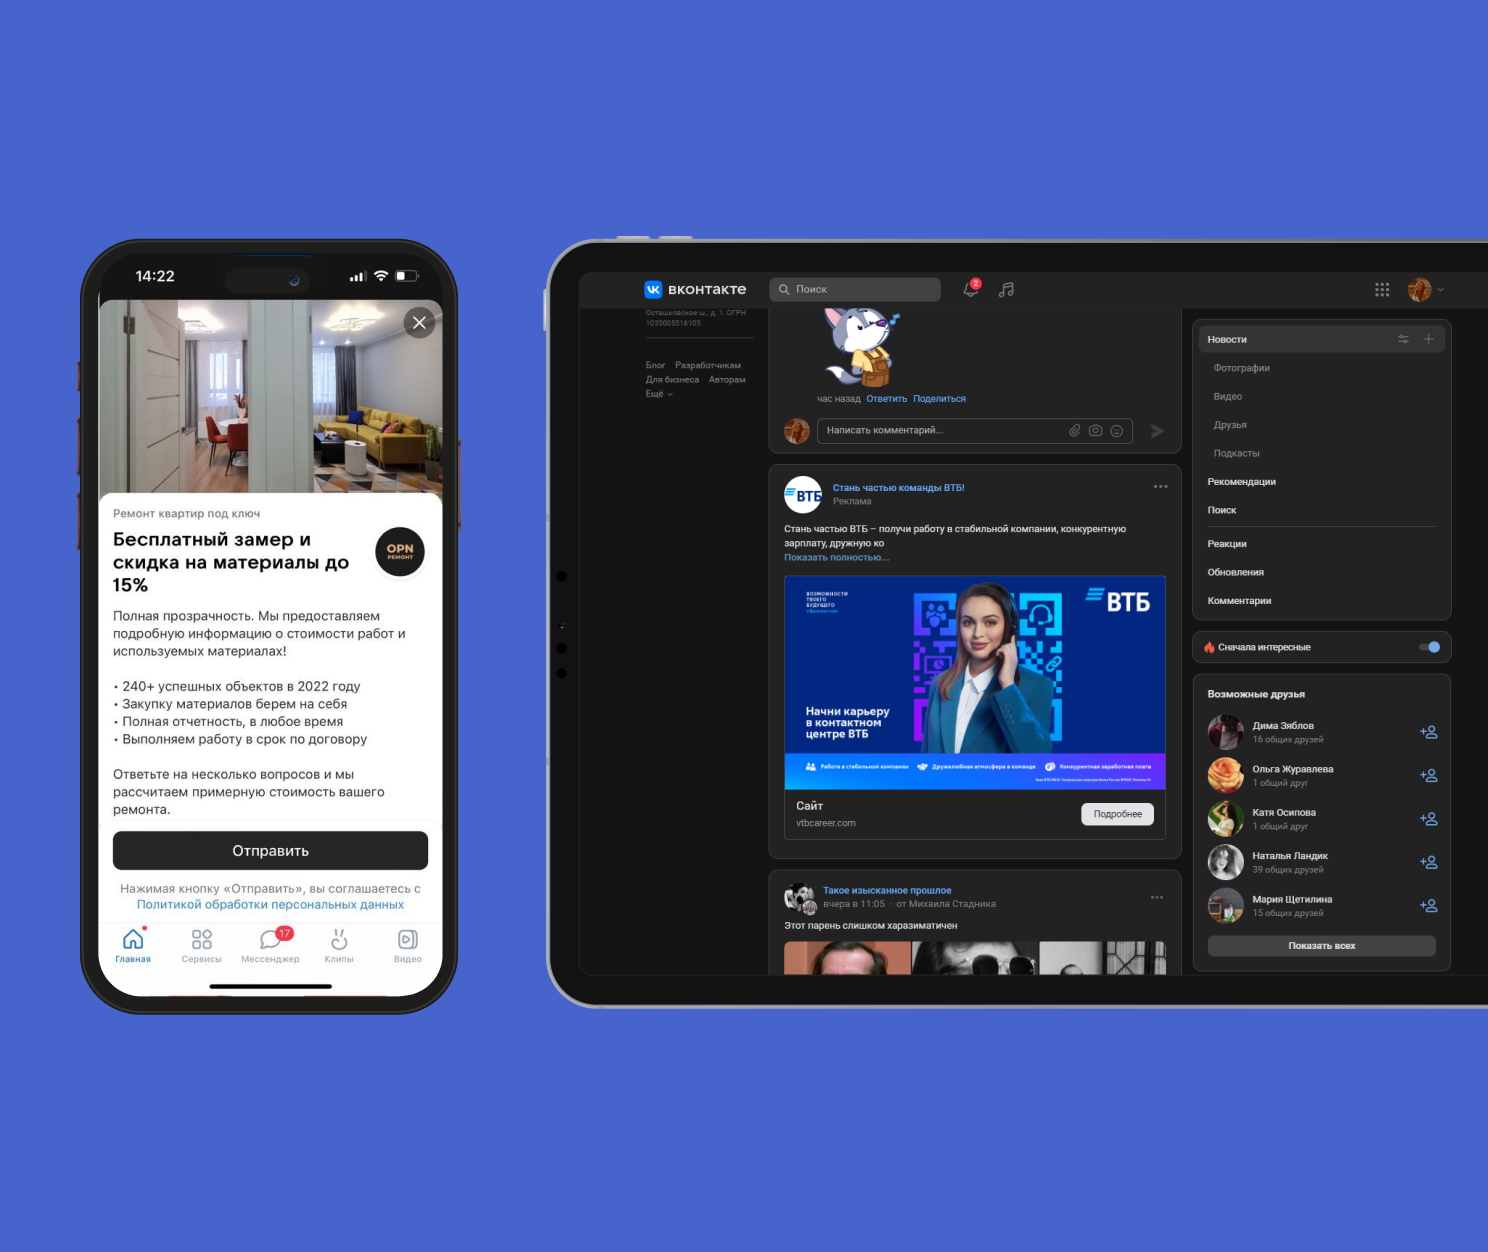 14:22
Ремонт квартир под ключ
Бесплатный замер и
скидка на материалы до
15%
OPN
РЕМОНТ
Полная прозрачность. Мы предоставляем
подробную информацию о стоимости работ и
используемых материалах!
• 240+ успешных объектов в 2022 году
• Закупку материалов берем на себя
• Полная отчетность, в любое время
• Выполняем работу в срок по договору
Ответьте на несколько вопросов и мы
рассчитаем примерную стоимость вашего
ремонта.
Отправить
Нажимая кнопку «Отправить», вы соглашаетесь с
Политикой обработки персональных данных
17
Главная Сервисы Мессенджер Клипы Видео
вконтакте
Поиск
2
Осташковское ш., д. 1. ОГРН
1035005516105
Блог Разработчикам
Для бизнеса Авторам
Ещё
час назад Ответить Поделиться
Написать комментарий...
ВТБ
Стань частью команды ВТБ!
Реклама
Стань частью ВТБ – получи работу в стабильной компании, конкурентную
зарплату, дружную ко
Показать полностью...
ВОЗМОЖНОСТИ
ТВОЕГО
БУДУЩЕГО
ВТБ
Начни карьеру
в контактном
центре ВТБ
Работа в стабильной компании Дружелюбная атмосфера в команде Конкурентная заработная плата
Сайт
vtbcareer.com
Подробнее
Такое изысканное прошлое
вчера в 11:05 · от Михаила Стадника
Этот парень слишком харазиматичен
Новости
Фотографии
Видео
Друзья
Подкасты
Рекомендации
Поиск
Реакции
Обновления
Комментарии
Сначала интересные
Возможные друзья
Дима Зяблов
16 общих друзей
Ольга Журавлева
1 общий друг
Катя Осипова
1 общий друг
Наталья Ландик
39 общих друзей
Мария Щетилина
15 общих друзей
Показать всех